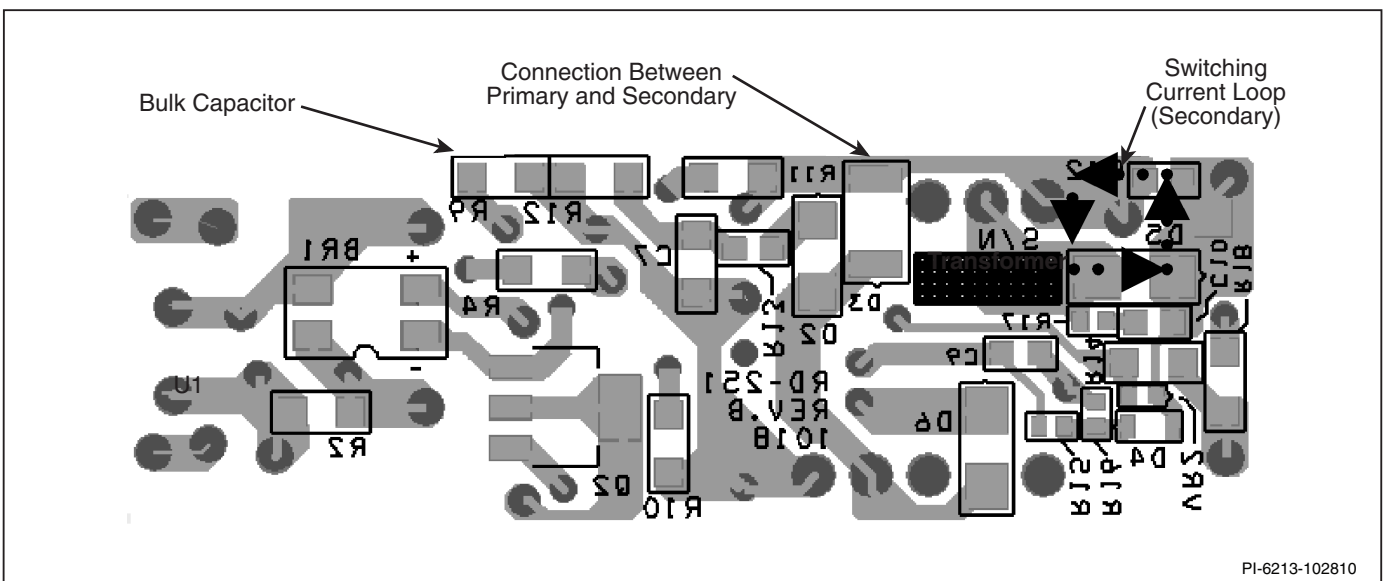 Bulk Capacitor
Connection Between
Primary and Secondary
Switching
Current Loop
(Secondary)
R9
R12
R11
S/N
D5
Transformer
C10
R18
BR1
+
-
R4
C7
R13
D2
D3
R17
C9
R14
U1
R2
Q2
R10
RD-251
REV.B
1018
D6
R15
R16
D4
VR2
PI-6213-102810